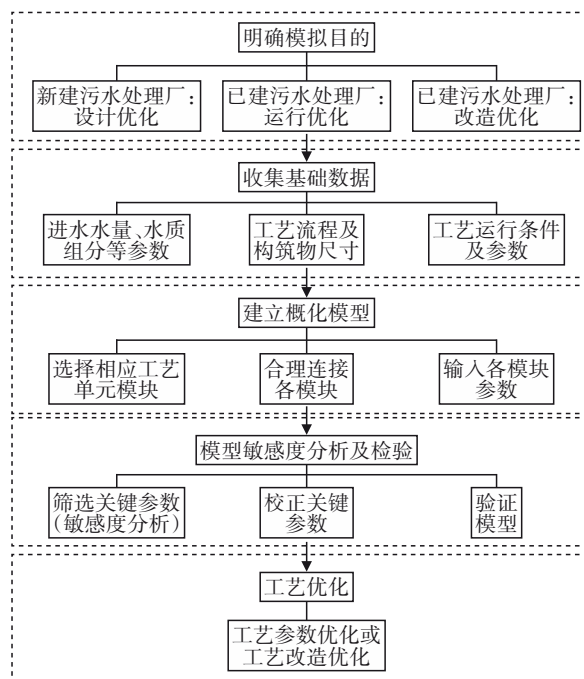 明确模拟目的
新建污水处理厂：
设计优化
已建污水处理厂：
运行优化
已建污水处理厂：
改造优化
收集基础数据
进水水量、水质
组分等参数
工艺流程及
构筑物尺寸
工艺运行条件
及参数
建立概化模型
选择相应工艺
单元模块
合理连接
各模块
输入各模块
参数
模型敏感度分析及检验
筛选关键参数
（敏感度分析）
校正关键
参数
验证
模型
工艺优化
工艺参数优化或
工艺改造优化